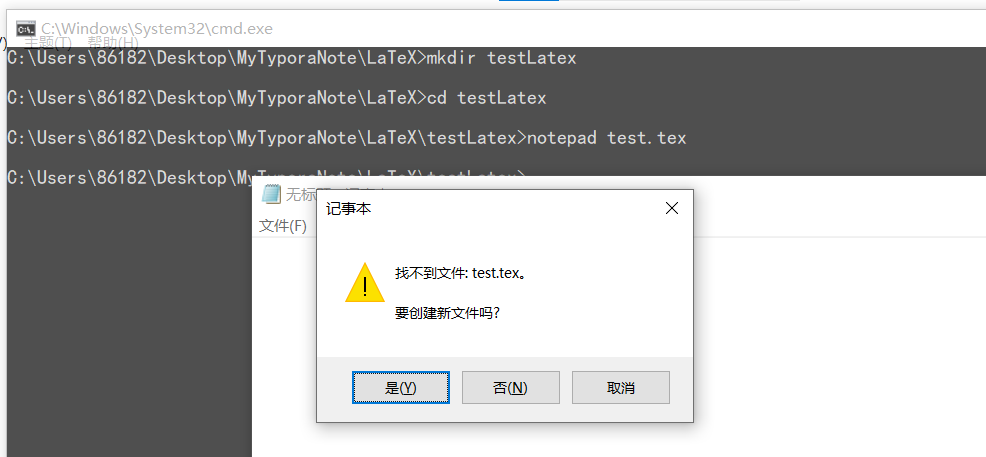 C:\Windows\System32\cmd.exe
主题(T) 帮助(H)
C:\Users\86182\Desktop\MyTyporaNote\LaTeX>mkdir testLatex
C:\Users\86182\Desktop\MyTyporaNote\LaTeX>cd testLatex
C:\Users\86182\Desktop\MyTyporaNote\LaTeX\testLatex>notepad test.tex
C:\Users\86182\Desktop\MyTyporaNote\LaTeX\testLatex>
无标
记事本
文件(F)
找不到文件: test.tex。
要创建新文件吗?
是(Y) 否(N) 取消